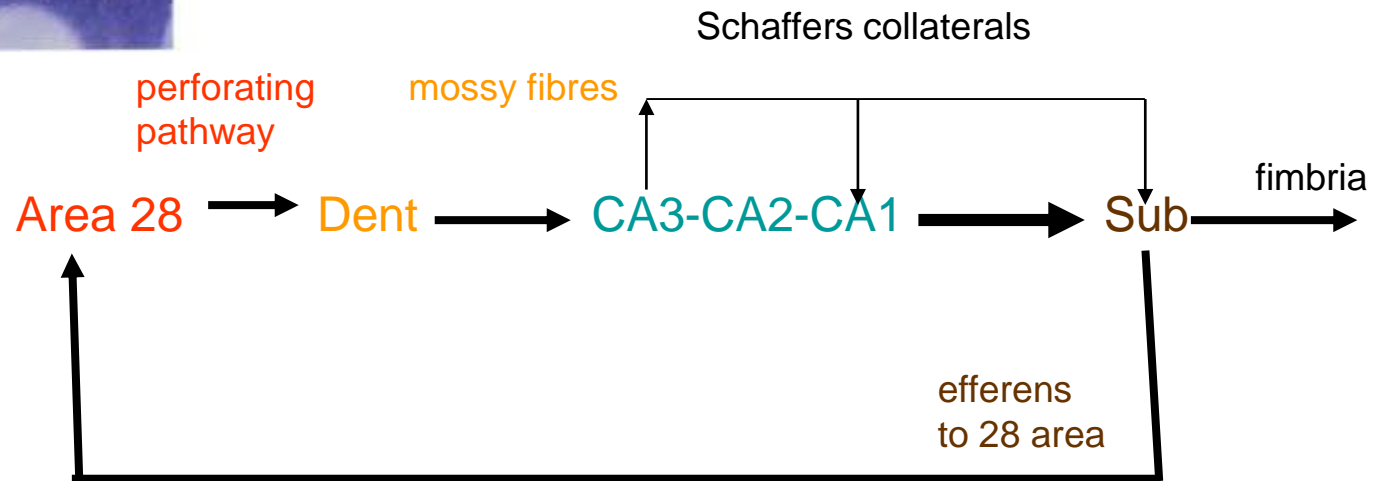 Schaffers collaterals
perforating
pathway
mossy fibres
fimbria
Area 28
Dent
CA3-CA2-CA1
Sub
efferens
to 28 area